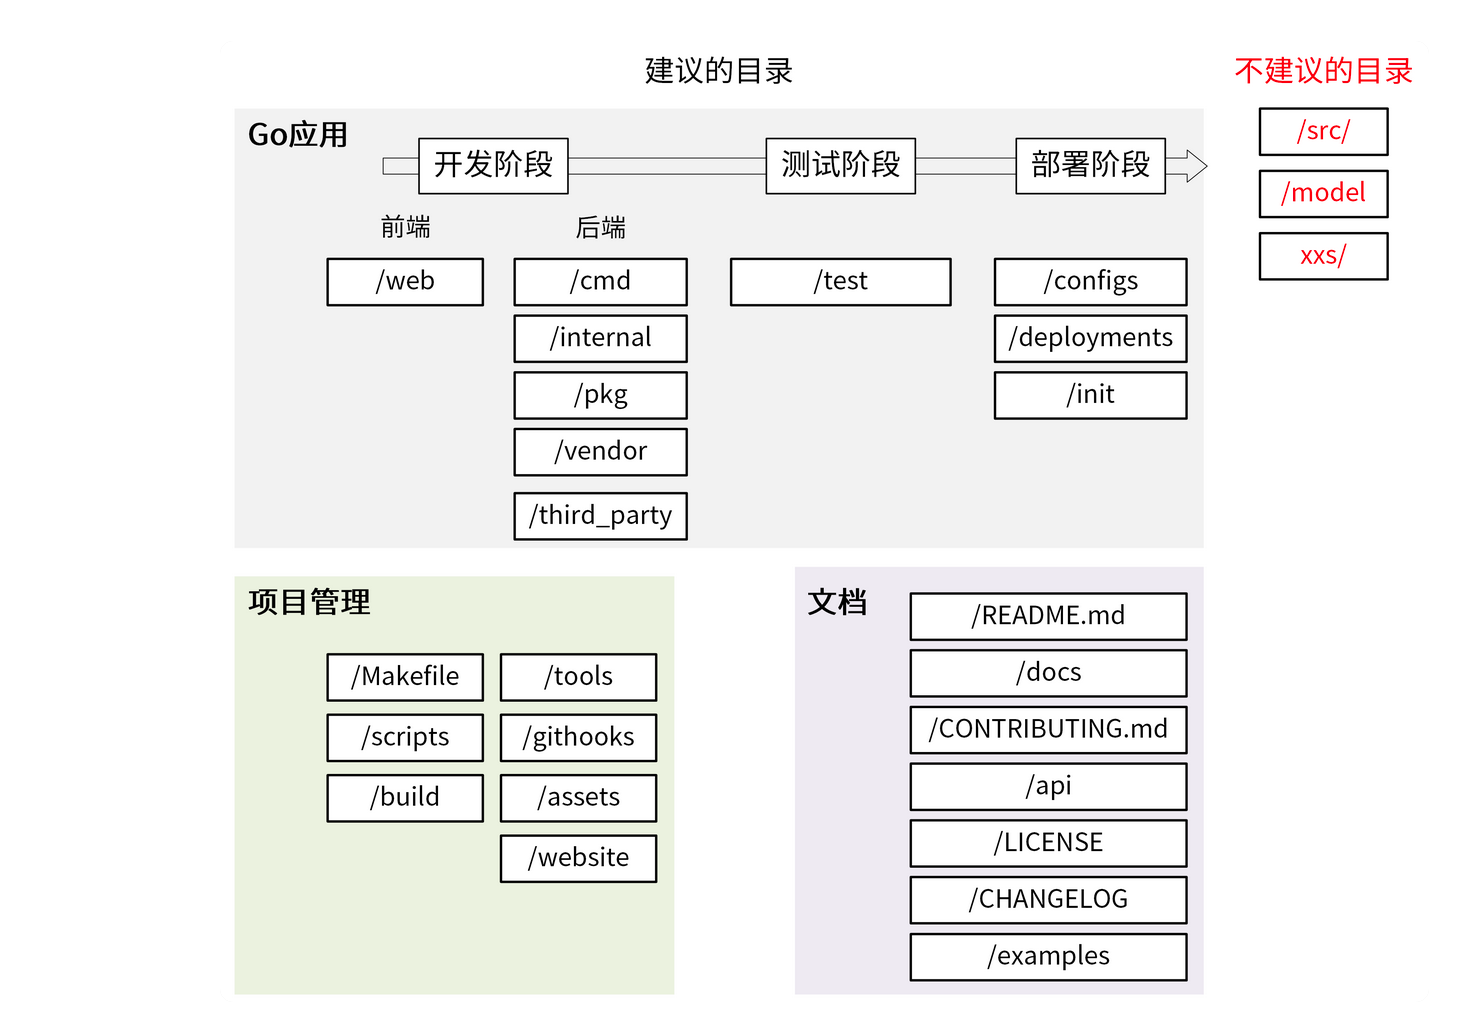 建议的目录
不建议的目录
Go应用
开发阶段
测试阶段
部署阶段
前端
后端
/web
/cmd
/internal
/pkg
/vendor
/third_party
/test
/configs
/deployments
/init
/src/
/model
xxs/
项目管理
/Makefile
/tools
/scripts
/githooks
/build
/assets
/website
文档
/README.md
/docs
/CONTRIBUTING.md
/api
/LICENSE
/CHANGELOG
/examples